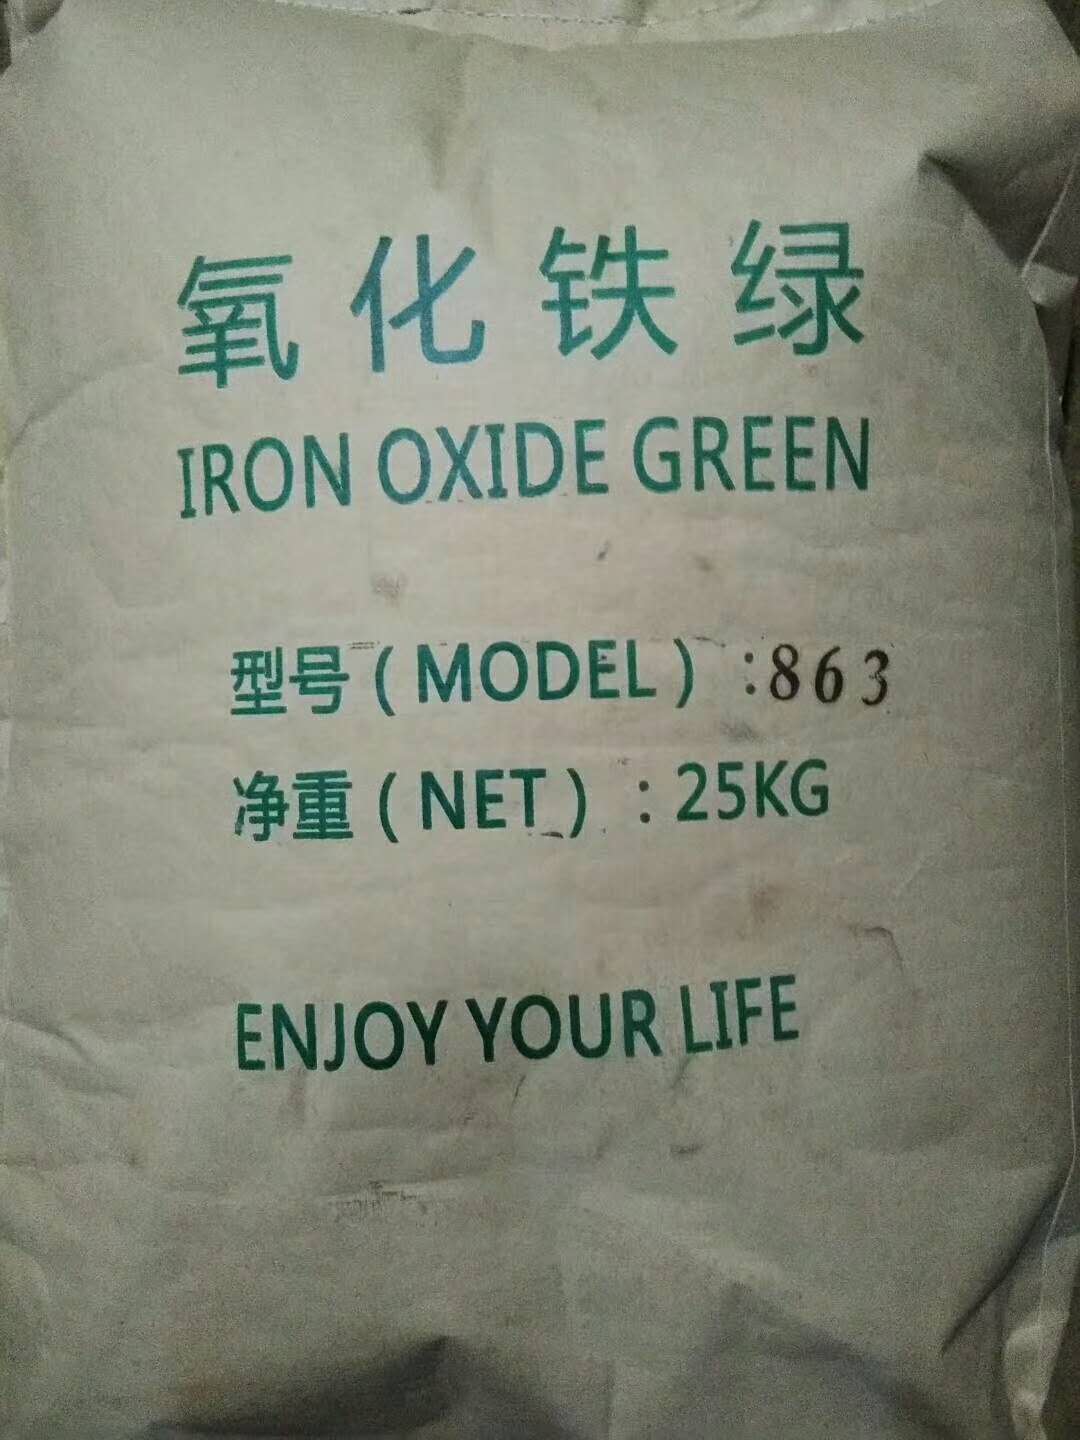 氧化铁绿
IRON OXIDE GREEN
型号(MODEL):863
净重(NET):25KG
ENJOY YOUR LIFE